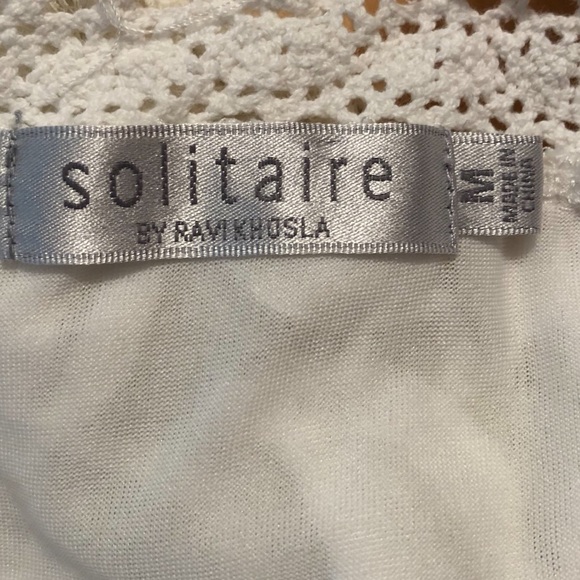 solitaire
BY RAVI KHOSLA
M
MADE IN
CHINA